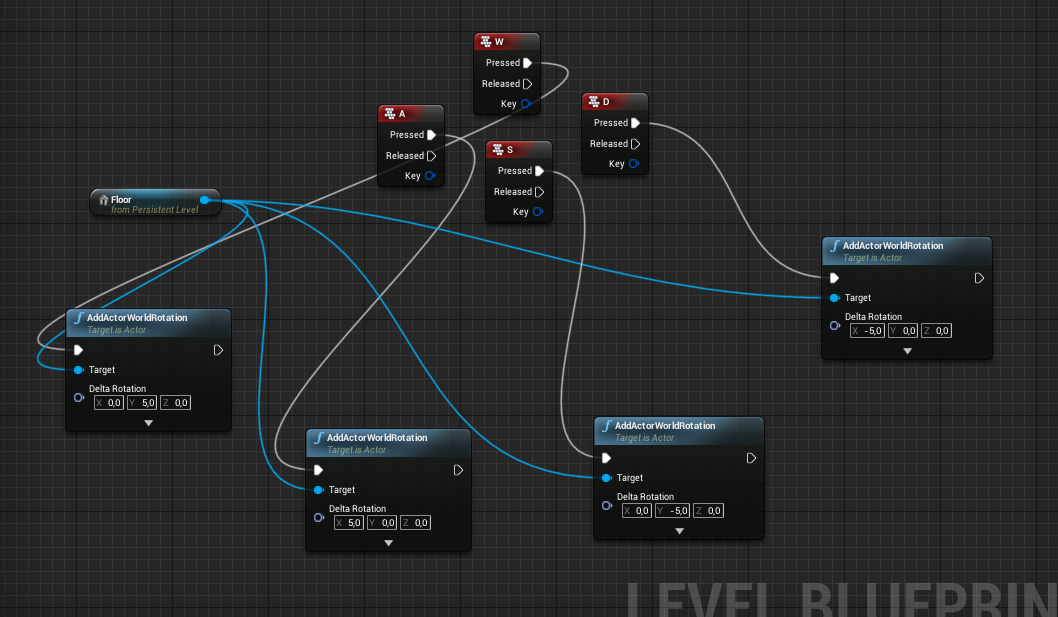 W
Pressed
Released
Key
A
Pressed
Released
Key
D
Pressed
Released
Key
S
Pressed
Released
Key
Floor
from Persistent Level
AddActorWorldRotation
Target is Actor
Target
Delta Rotation
X -5,0 Y 0,0 Z 0,0
AddActorWorldRotation
Target is Actor
Target
Delta Rotation
X 0,0 Y 5,0 Z 0,0
AddActorWorldRotation
Target is Actor
Target
Delta Rotation
X 5,0 Y 0,0 Z 0,0
AddActorWorldRotation
Target is Actor
Target
Delta Rotation
X 0,0 Y -5,0 Z 0,0
LEVEL BLUEPRIN